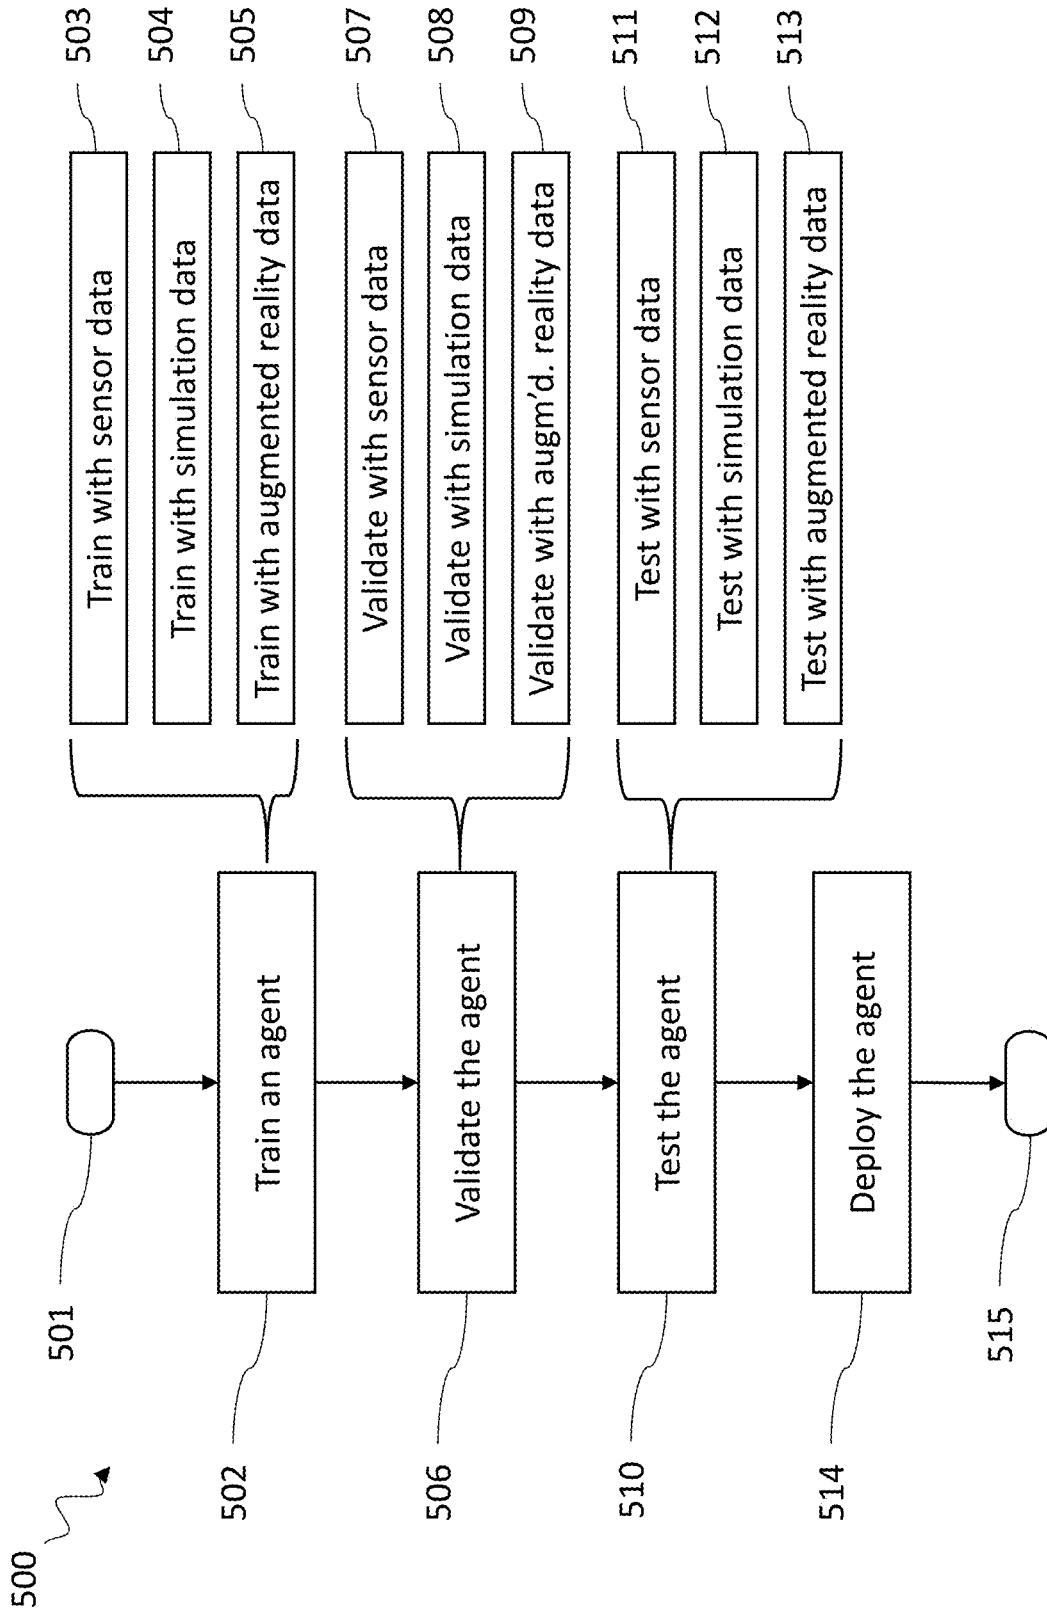 500
501
502
Train an agent
Train with sensor data
503
Train with simulation data
504
Train with augmented reality data
505
506
Validate the agent
Validate with sensor data
507
Validate with simulation data
508
Validate with augm'd. reality data
509
510
Test the agent
Test with sensor data
511
Test with simulation data
512
Test with augmented reality data
513
514
Deploy the agent
515